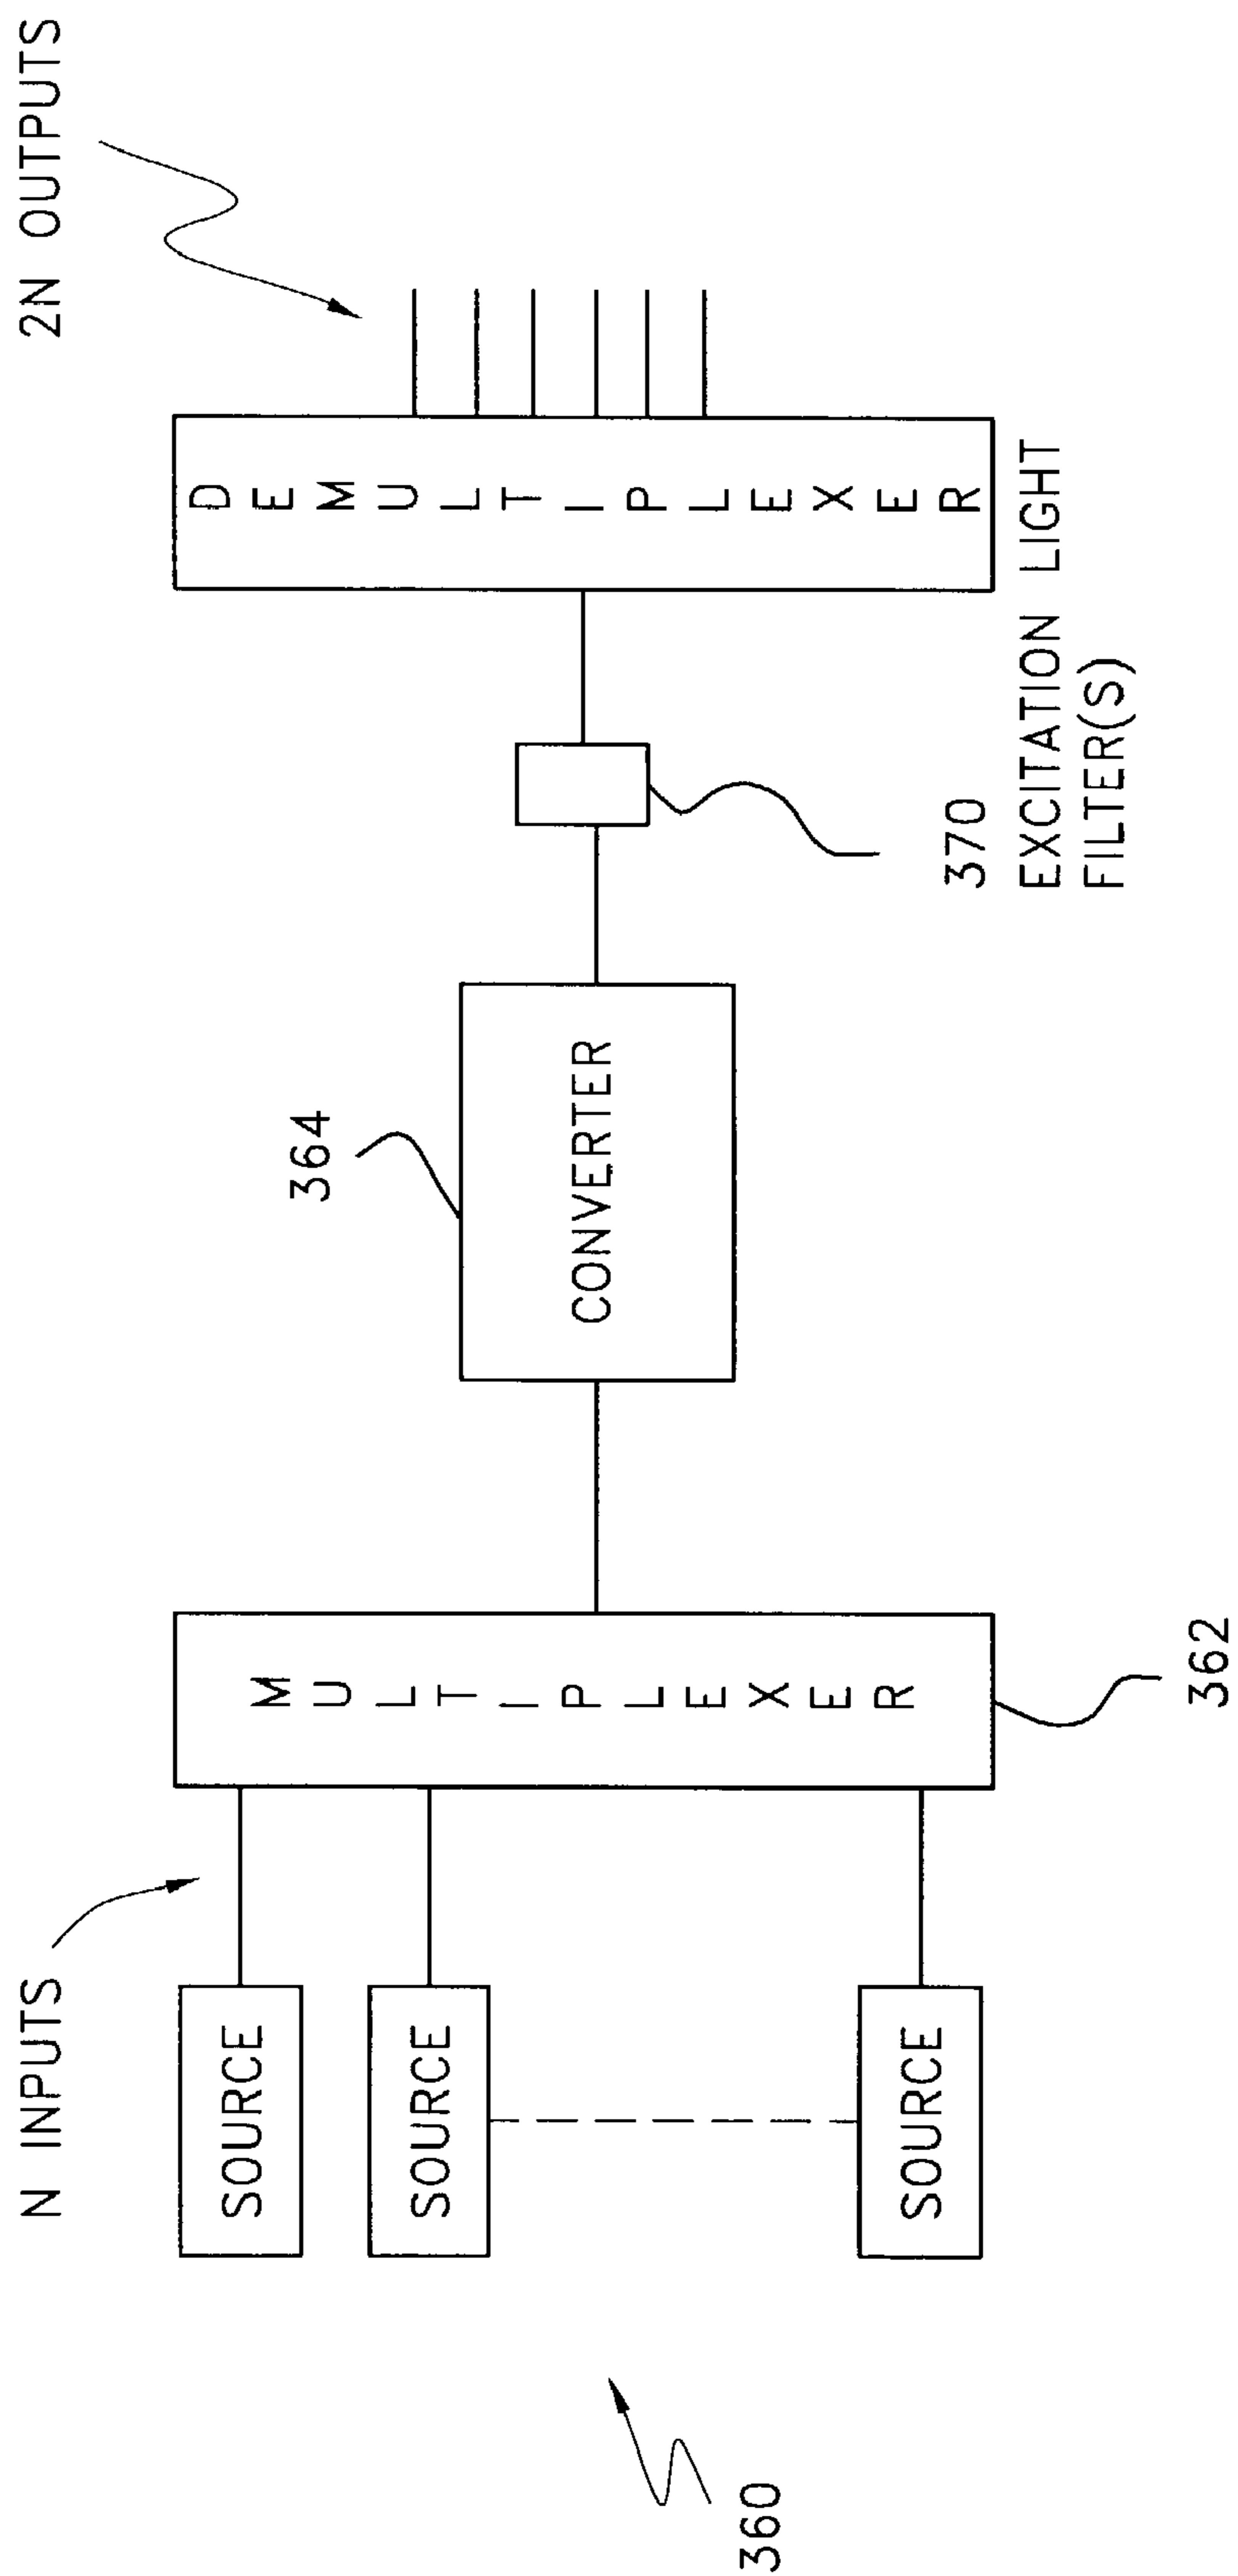 N INPUTS
2N OUTPUTS
SOURCE
SOURCE
SOURCE
MULTIPLEXER
364
CONVERTER
DEMULTIPLEXER
370
EXCITATION LIGHT
FILTER(S)
362
360